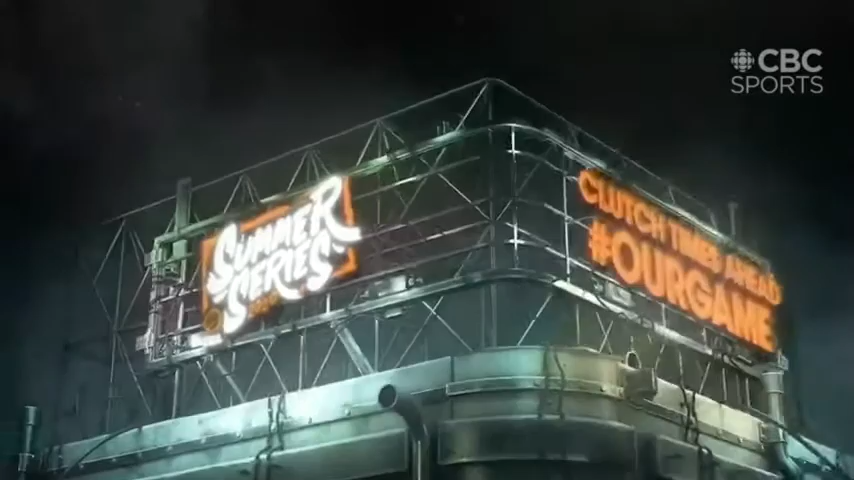 CBC
SPORTS
SUMMER
SERIES
CLUTCH TIMES AHEAD
#OURGAME